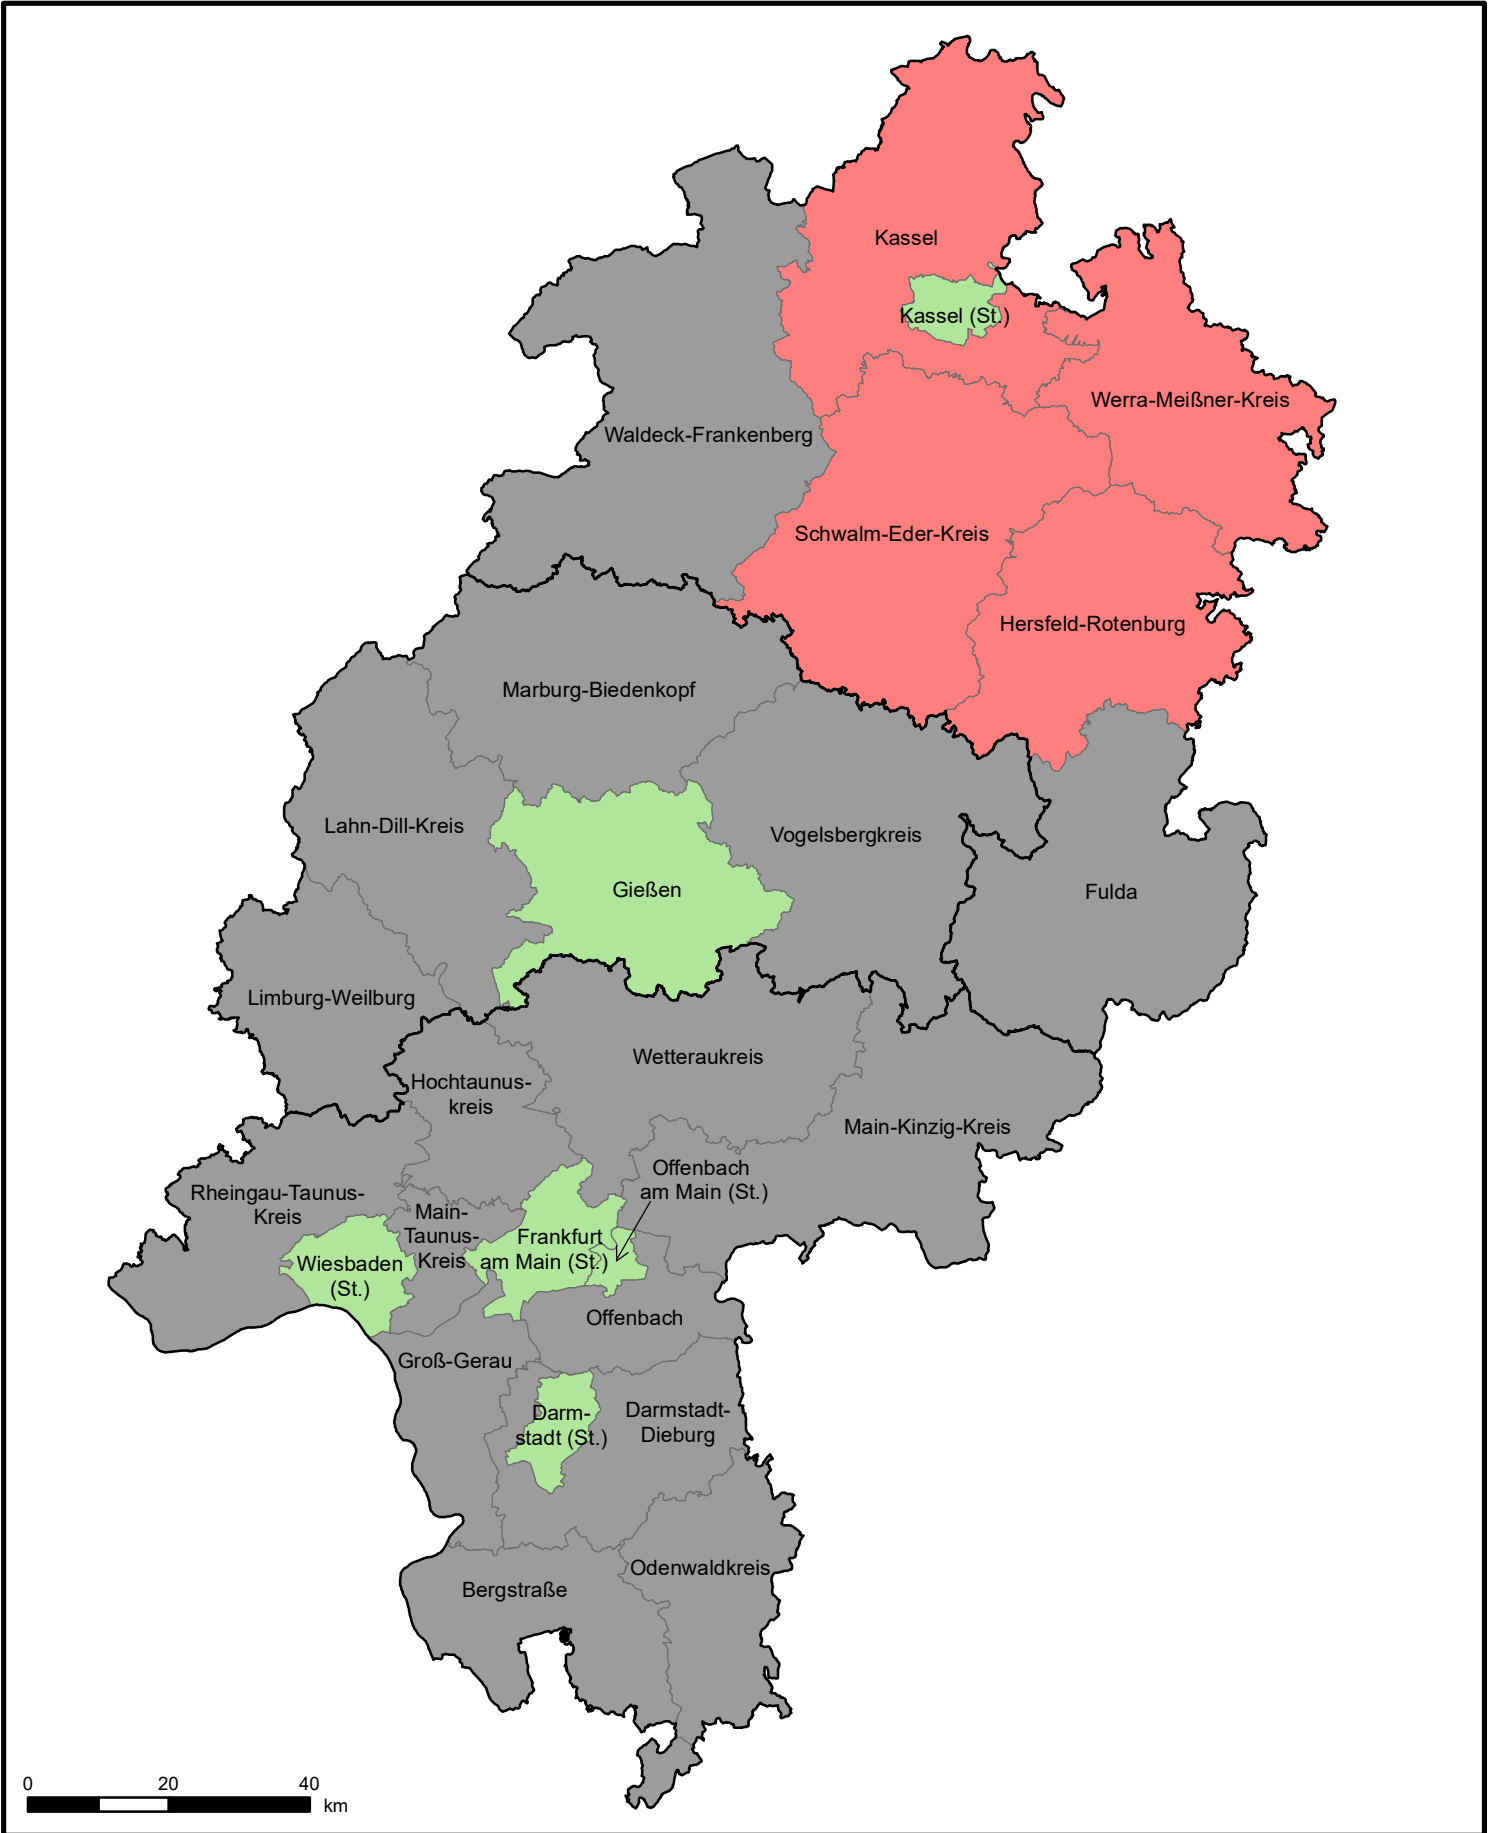 Kassel
Kassel (St.)
Werra-Meißner-Kreis
Waldeck-Frankenberg
Schwalm-Eder-Kreis
Hersfeld-Rotenburg
Marburg-Biedenkopf
Lahn-Dill-Kreis
Vogelsbergkreis
Gießen
Fulda
Limburg-Weilburg
Wetteraukreis
Hochtaunus-
kreis
Main-Kinzig-Kreis
Offenbach
am Main (St.)
Rheingau-Taunus-
Kreis
Main-
Taunus-
Kreis
Frankfurt
am Main (St.)
Wiesbaden
(St.)
Offenbach
Groß-Gerau
Darm-
stadt (St.)
Darmstadt-
Dieburg
Odenwaldkreis
Bergstraße
0 20 40
km